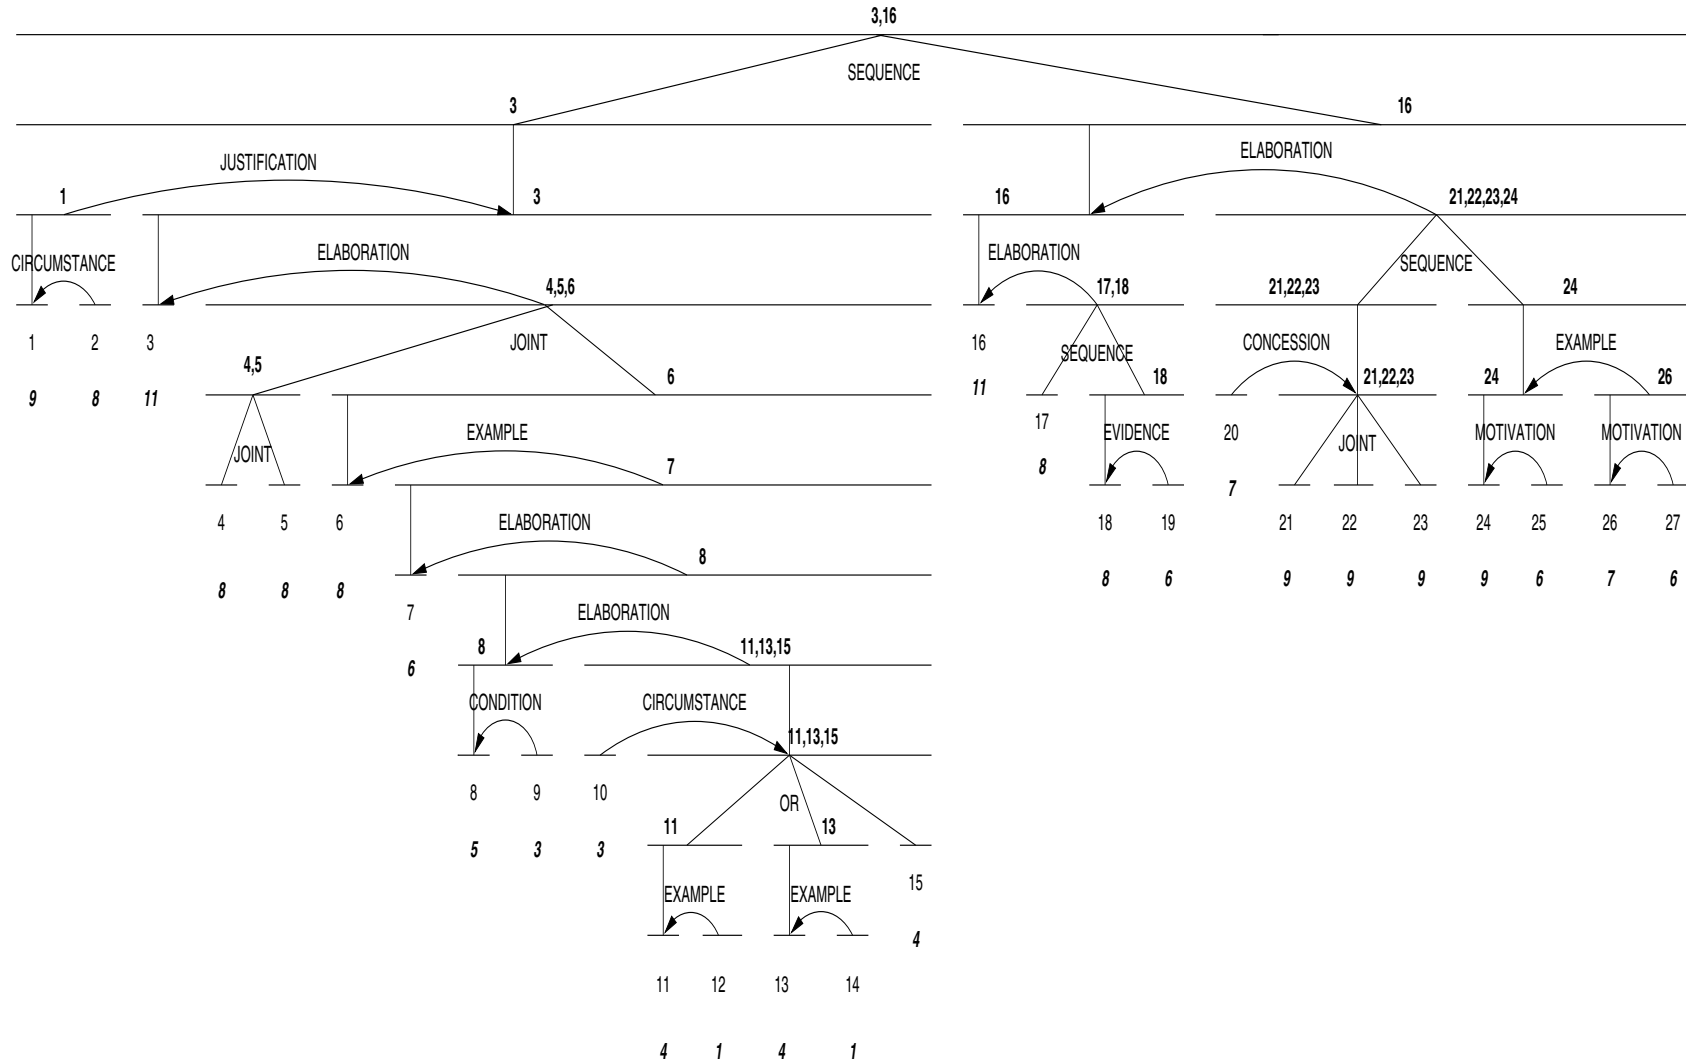 3,16
SEQUENCE
3 16
JUSTIFICATION ELABORATION
1 3 16 21,22,23,24
CIRCUMSTANCE ELABORATION ELABORATION SEQUENCE
4,5,6 17,18 21,22,23 24
1 2 3 JOINT 16 SEQUENCE CONCESSION EXAMPLE
4,5 6 18 21,22,23 24 26
9 8 11 11
17 20
JOINT EXAMPLE EVIDENCE JOINT MOTIVATION MOTIVATION
7 8 7
4 5 6 ELABORATION 18 19 21 22 23 24 25 26 27
8
8 8 8 8 6 9 9 9 9 6 7 6
7 ELABORATION
8 11,13,15
6
CONDITION CIRCUMSTANCE
11,13,15
8 9 10 OR
11 13
5 3 3
15
EXAMPLE EXAMPLE
4
11 12 13 14
4 1 4 1